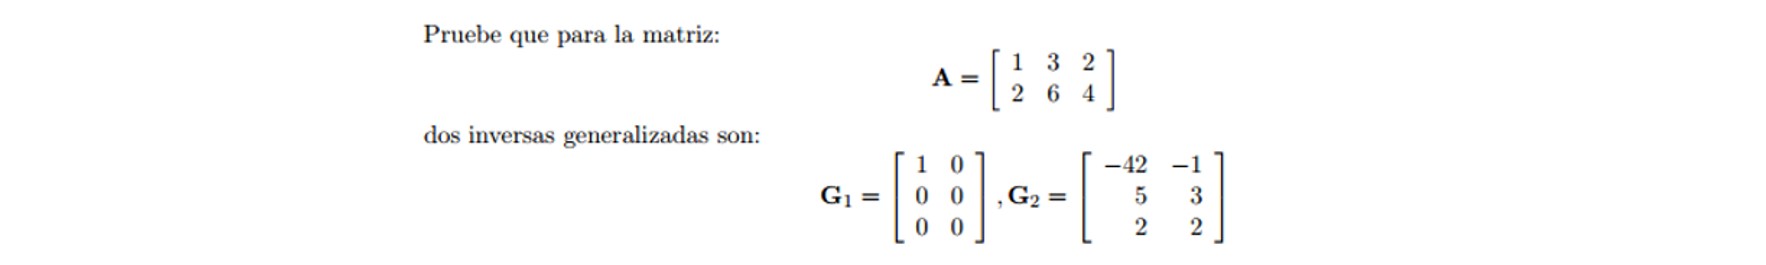 Pruebe que para la matriz:
A = [ 1 3 2
2 6 4 ]
dos inversas generalizadas son:
G₁ = [ 1 0
0 0
0 0 ] , G₂ = [ −42 −1
5 3
2 2 ]